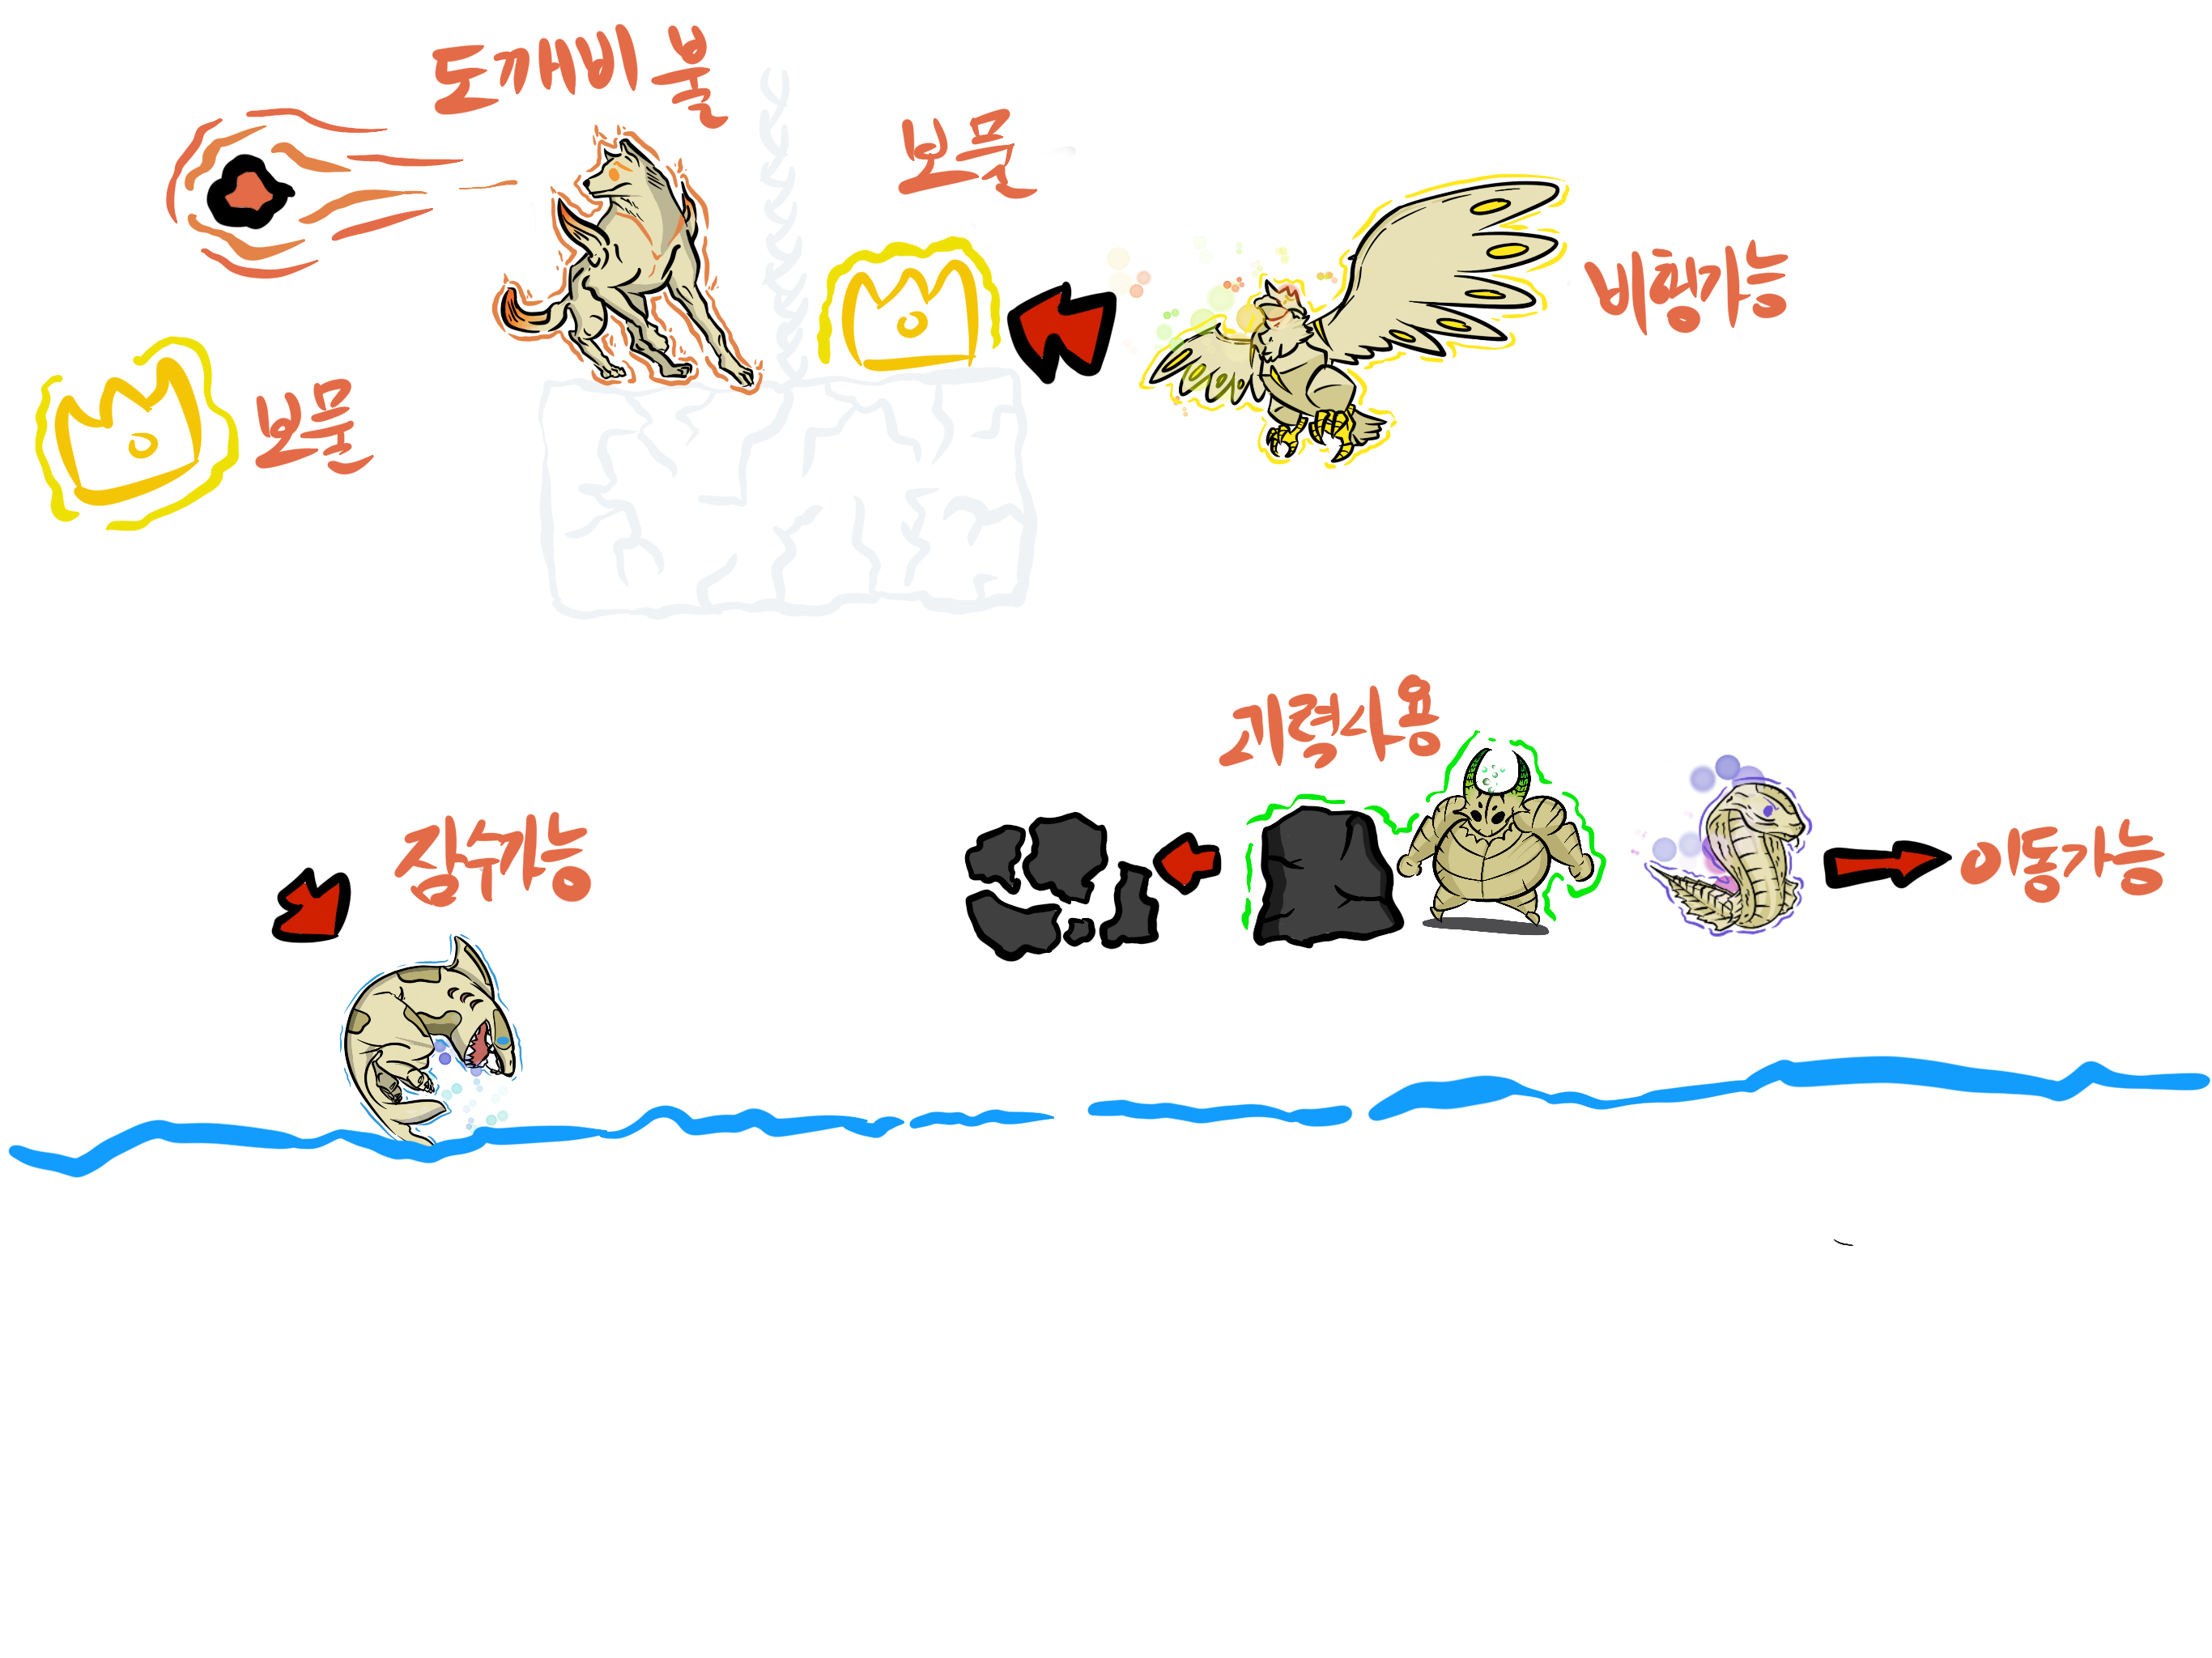 도깨비 불
보물
비행가능
보물
괴력사용
잠수가능
이동가능